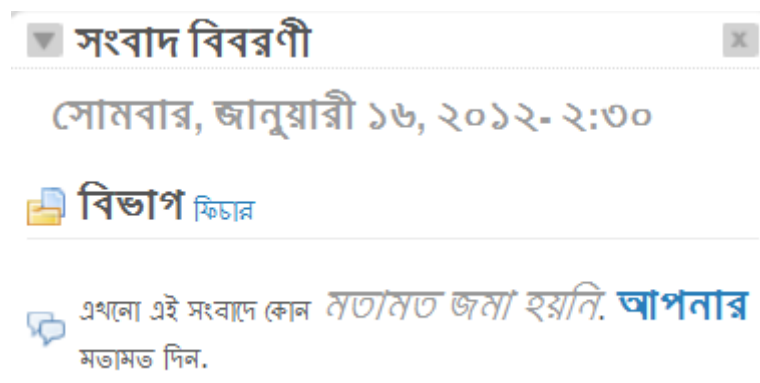 সংবাদ বিবরণী
সোমবার, জানুয়ারী ১৬, ২০১২- ২:৩০
বিভাগ ফিচার
এখনো এই সংবাদে কোন মতামত জমা হয়নি. আপনার
মতামত দিন.